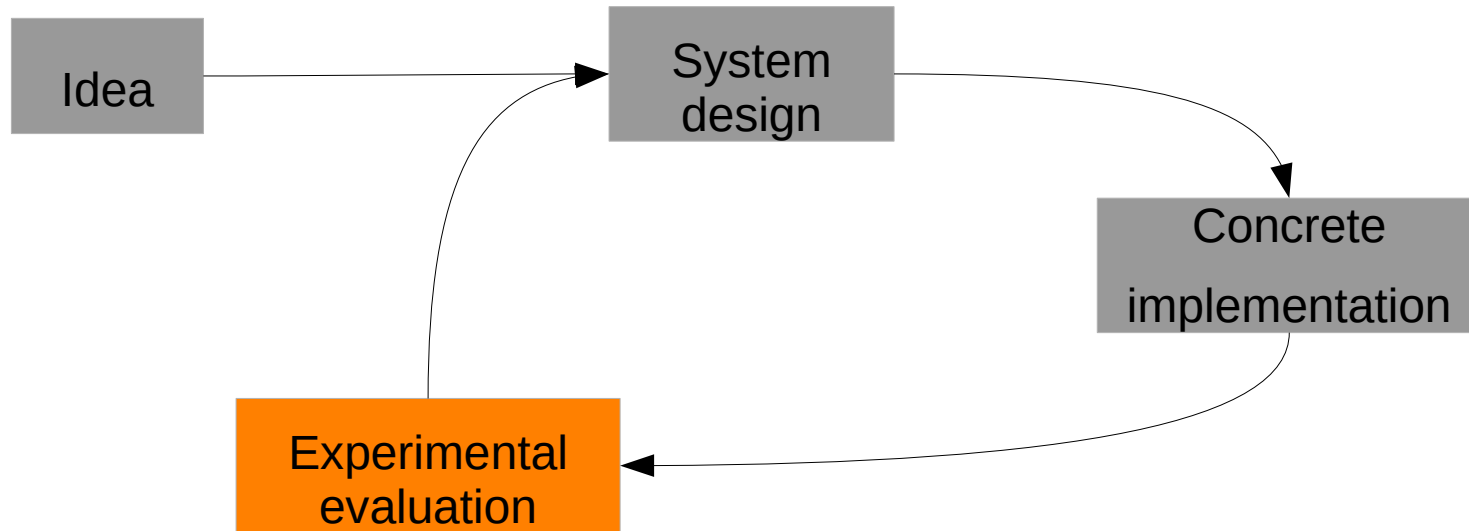 Idea
System
design
Concrete
implementation
Experimental
evaluation